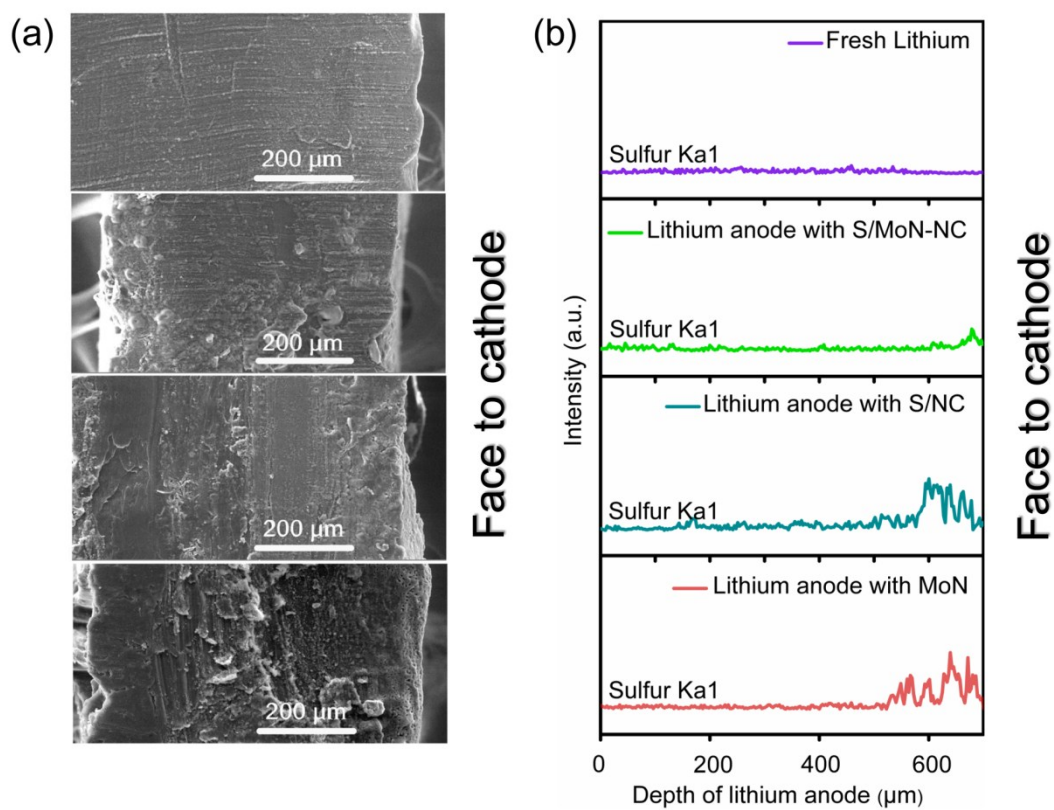 (a)
200 µm
200 µm
200 µm
200 µm
Face to cathode
(b)
Fresh Lithium
Sulfur Ka1
Lithium anode with S/MoN-NC
Sulfur Ka1
Lithium anode with S/NC
Sulfur Ka1
Lithium anode with MoN
Sulfur Ka1
Intensity (a.u.)
0 200 400 600
Depth of lithium anode (µm)
Face to cathode